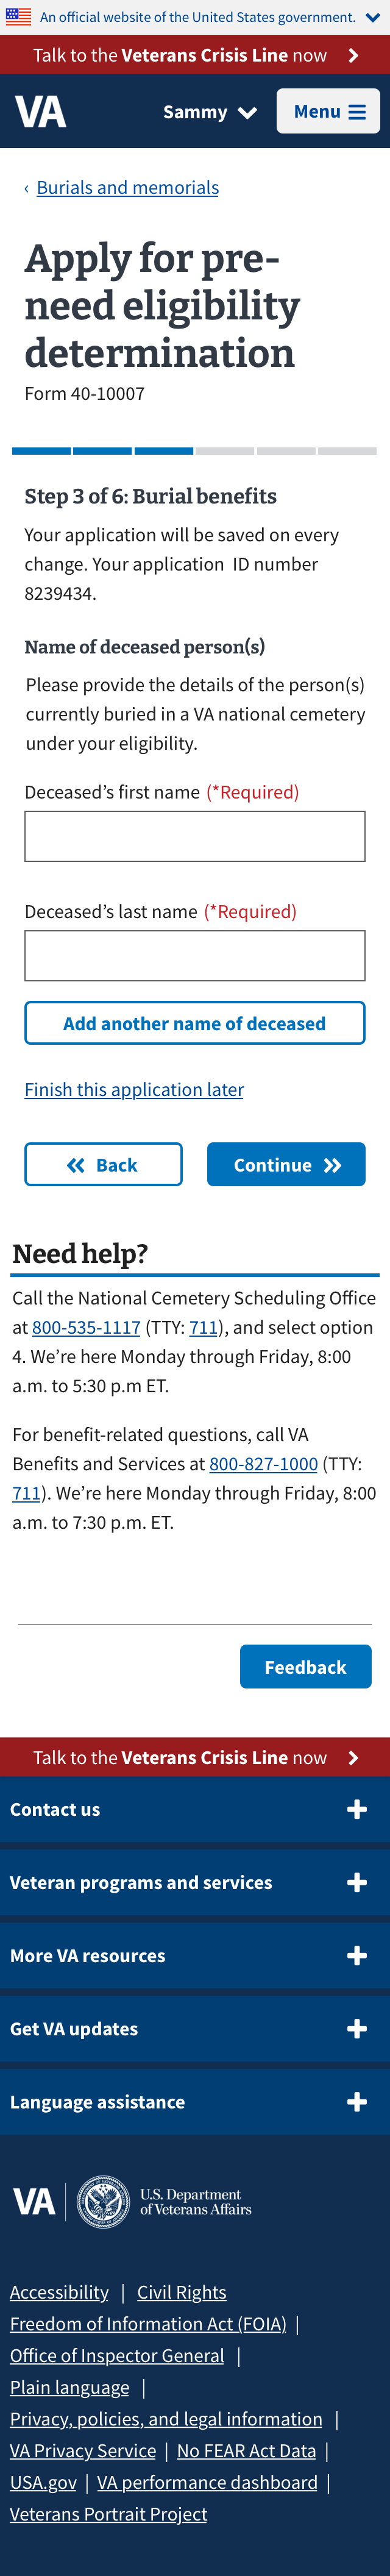 An official website of the United States government.
Talk to the Veterans Crisis Line now
VA
Sammy
Menu
‹ Burials and memorials
Apply for pre-
need eligibility
determination
Form 40-10007
Step 3 of 6: Burial benefits
Your application will be saved on every
change. Your application ID number
8239434.
Name of deceased person(s)
Please provide the details of the person(s)
currently buried in a VA national cemetery
under your eligibility.
Deceased’s first name (*Required)
Deceased’s last name (*Required)
Add another name of deceased
Finish this application later
Back
Continue
Need help?
Call the National Cemetery Scheduling Office
at 800-535-1117 (TTY: 711), and select option
4. We’re here Monday through Friday, 8:00
a.m. to 5:30 p.m ET.
For benefit-related questions, call VA
Benefits and Services at 800-827-1000 (TTY:
711). We’re here Monday through Friday, 8:00
a.m. to 7:30 p.m. ET.
Feedback
Talk to the Veterans Crisis Line now
Contact us
Veteran programs and services
More VA resources
Get VA updates
Language assistance
VA
U.S. Department
of Veterans Affairs
Accessibility | Civil Rights
Freedom of Information Act (FOIA) |
Office of Inspector General |
Plain language |
Privacy, policies, and legal information |
VA Privacy Service | No FEAR Act Data |
USA.gov | VA performance dashboard |
Veterans Portrait Project